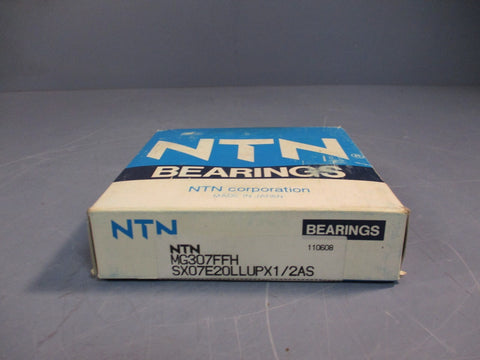 NTN
BEARINGS
NTN corporation
MADE IN JAPAN
NTN
BEARINGS
110608
NTN
MG307FFH
SX07E20LLUPX1/2AS